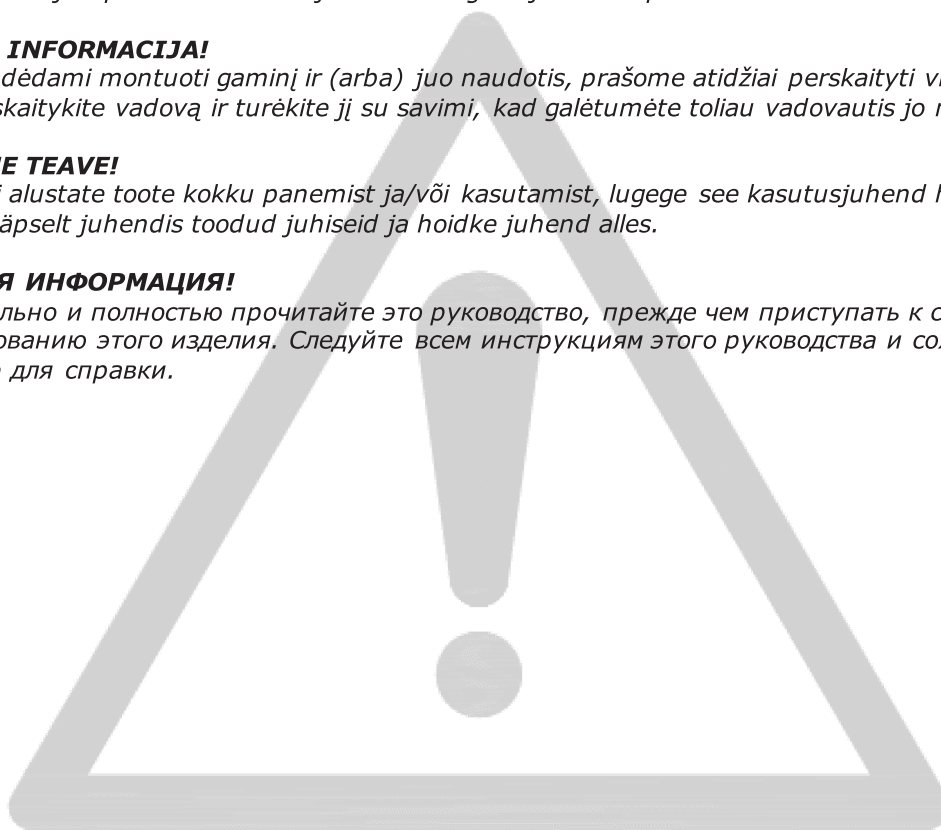 INFORMACIJA!
dėdami montuoti gaminį ir (arba) juo naudotis, prašome atidžiai perskaityti
skaitykite vadovą ir turėkite jį su savimi, kad galėtumėte toliau vadovautis jo
E TEAVE!
alustate toote kokku panemist ja/või kasutamist, lugege see kasutusjuhend
äpselt juhendis toodud juhiseid ja hoidke juhend alles.
Я ИНФОРМАЦИЯ!
льно и полностью прочитайте это руководство, прежде чем приступать к с
ованию этого изделия. Следуйте всем инструкциям этого руководства и сох
для справки.